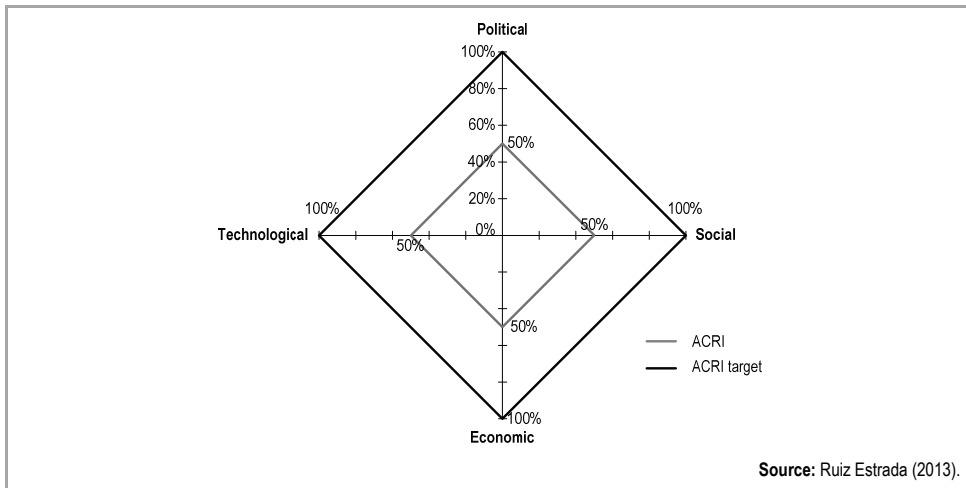 Political
100%
80%
60%
50%
40%
20%
100%
100%
50%
0%
Technological
Social
50%
50%
ACRI
ACRI target
100%
Economic
Source: Ruiz Estrada (2013).